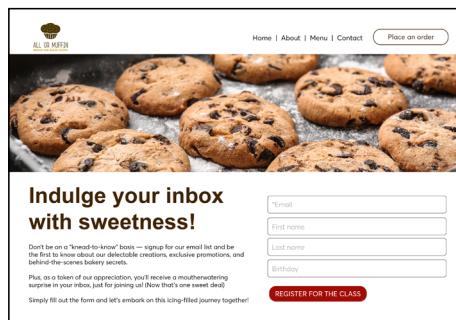 ALL OR MUFFIN
Home | About | Menu | Contact
Place an order
Indulge your inbox
with sweetness!
Don't be on a "knead-to-know" basis — signup for our email list and be
the first to know about our delectable creations, exclusive promotions, and
behind-the-scenes bakery secrets.
Plus, as a token of our appreciation, you'll receive a moutherwatering
surprise in your inbox, just for joining us! (Now that's one sweet deal)
Simply fill out the form and let's embark on this icing-filled journey together!
*Email
First name
Last name
Birthday
REGISTER FOR THE CLASS